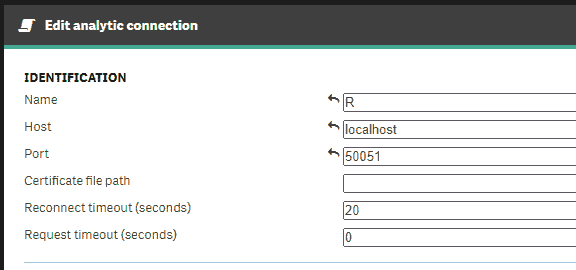 Edit analytic connection
IDENTIFICATION
Name R
Host localhost
Port 50051
Certificate file path
Reconnect timeout (seconds) 20
Request timeout (seconds) 0